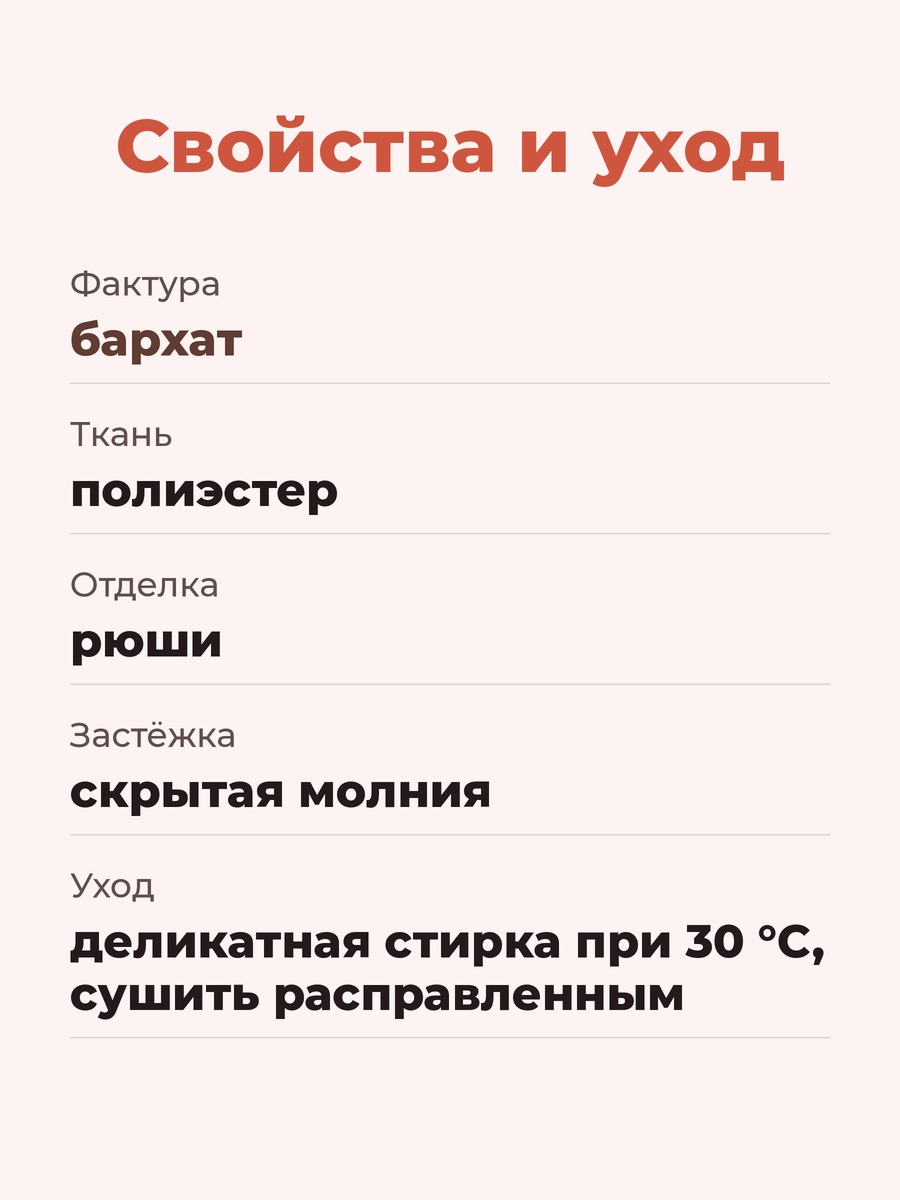 Свойства и уход
Фактура
бархат
Ткань
полиэстер
Отделка
рюши
Застёжка
скрытая молния
Уход
деликатная стирка при 30 °C,
сушить расправленным